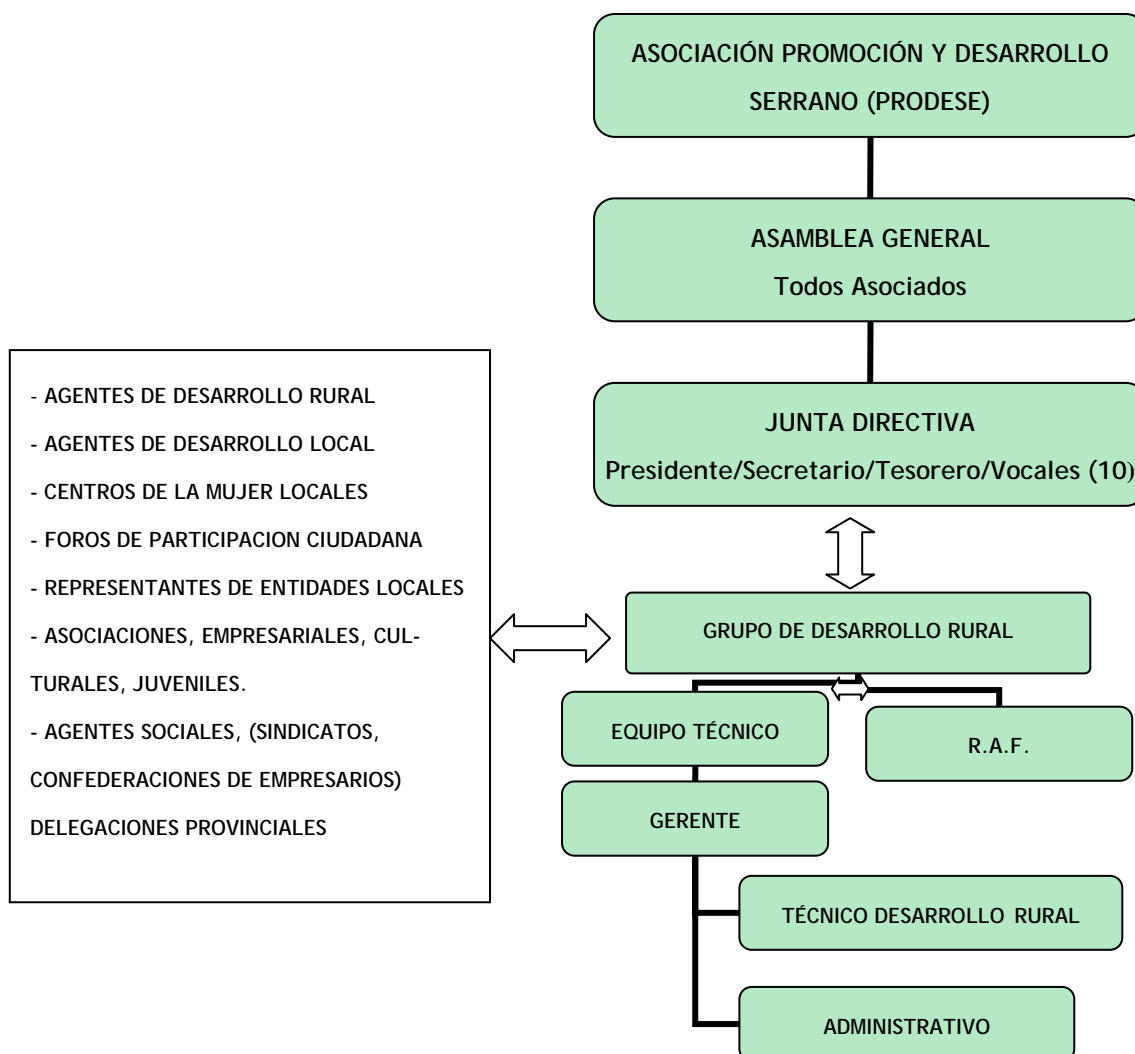 ASOCIACIÓN PROMOCIÓN Y DESARROLLO
SERRANO (PRODESE)
ASAMBLEA GENERAL
Todos Asociados
JUNTA DIRECTIVA
Presidente/Secretario/Tesorero/Vocales (10)
- AGENTES DE DESARROLLO RURAL
- AGENTES DE DESARROLLO LOCAL
- CENTROS DE LA MUJER LOCALES
- FOROS DE PARTICIPACION CIUDADANA
- REPRESENTANTES DE ENTIDADES LOCALES
- ASOCIACIONES, EMPRESARIALES, CUL-
TURALES, JUVENILES.
- AGENTES SOCIALES, (SINDICATOS,
CONFEDERACIONES DE EMPRESARIOS)
DELEGACIONES PROVINCIALES
GRUPO DE DESARROLLO RURAL
EQUIPO TÉCNICO
R.A.F.
GERENTE
TÉCNICO DESARROLLO RURAL
ADMINISTRATIVO